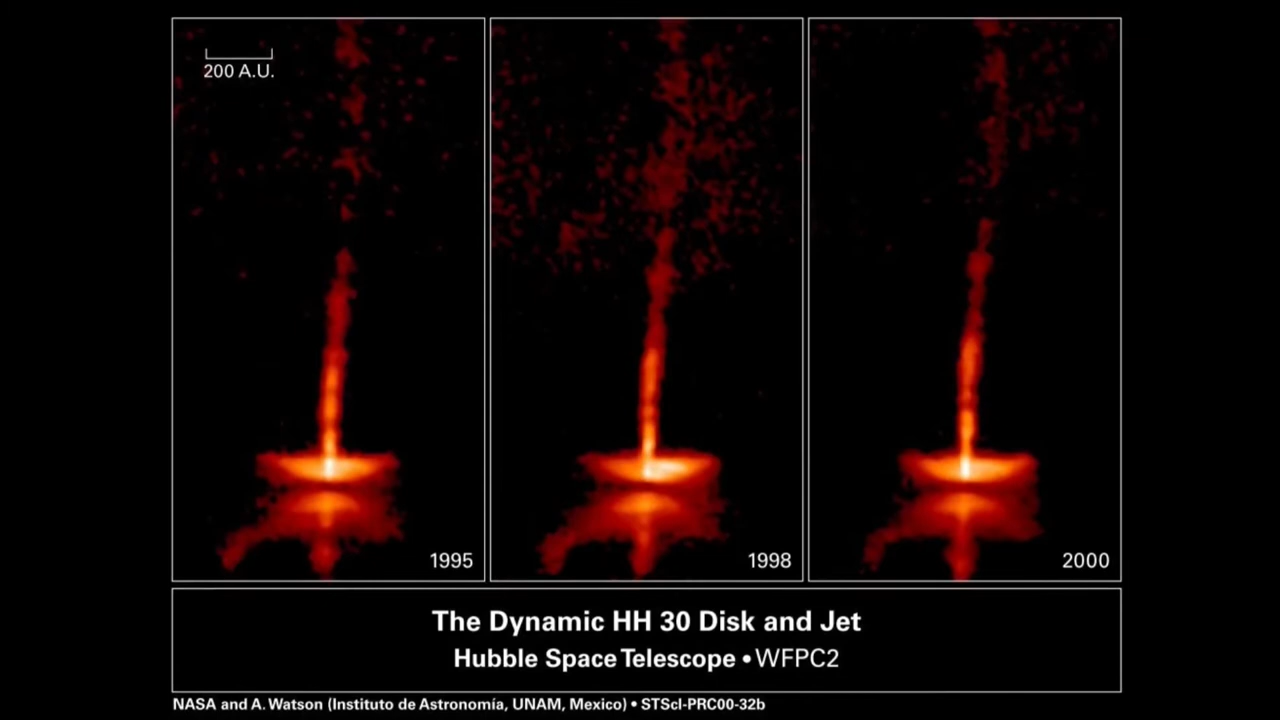 200 A.U.
1995
1998
2000
The Dynamic HH 30 Disk and Jet
Hubble Space Telescope • WFPC2
NASA and A. Watson (Instituto de Astronomía, UNAM, Mexico) • STScI-PRC00-32b